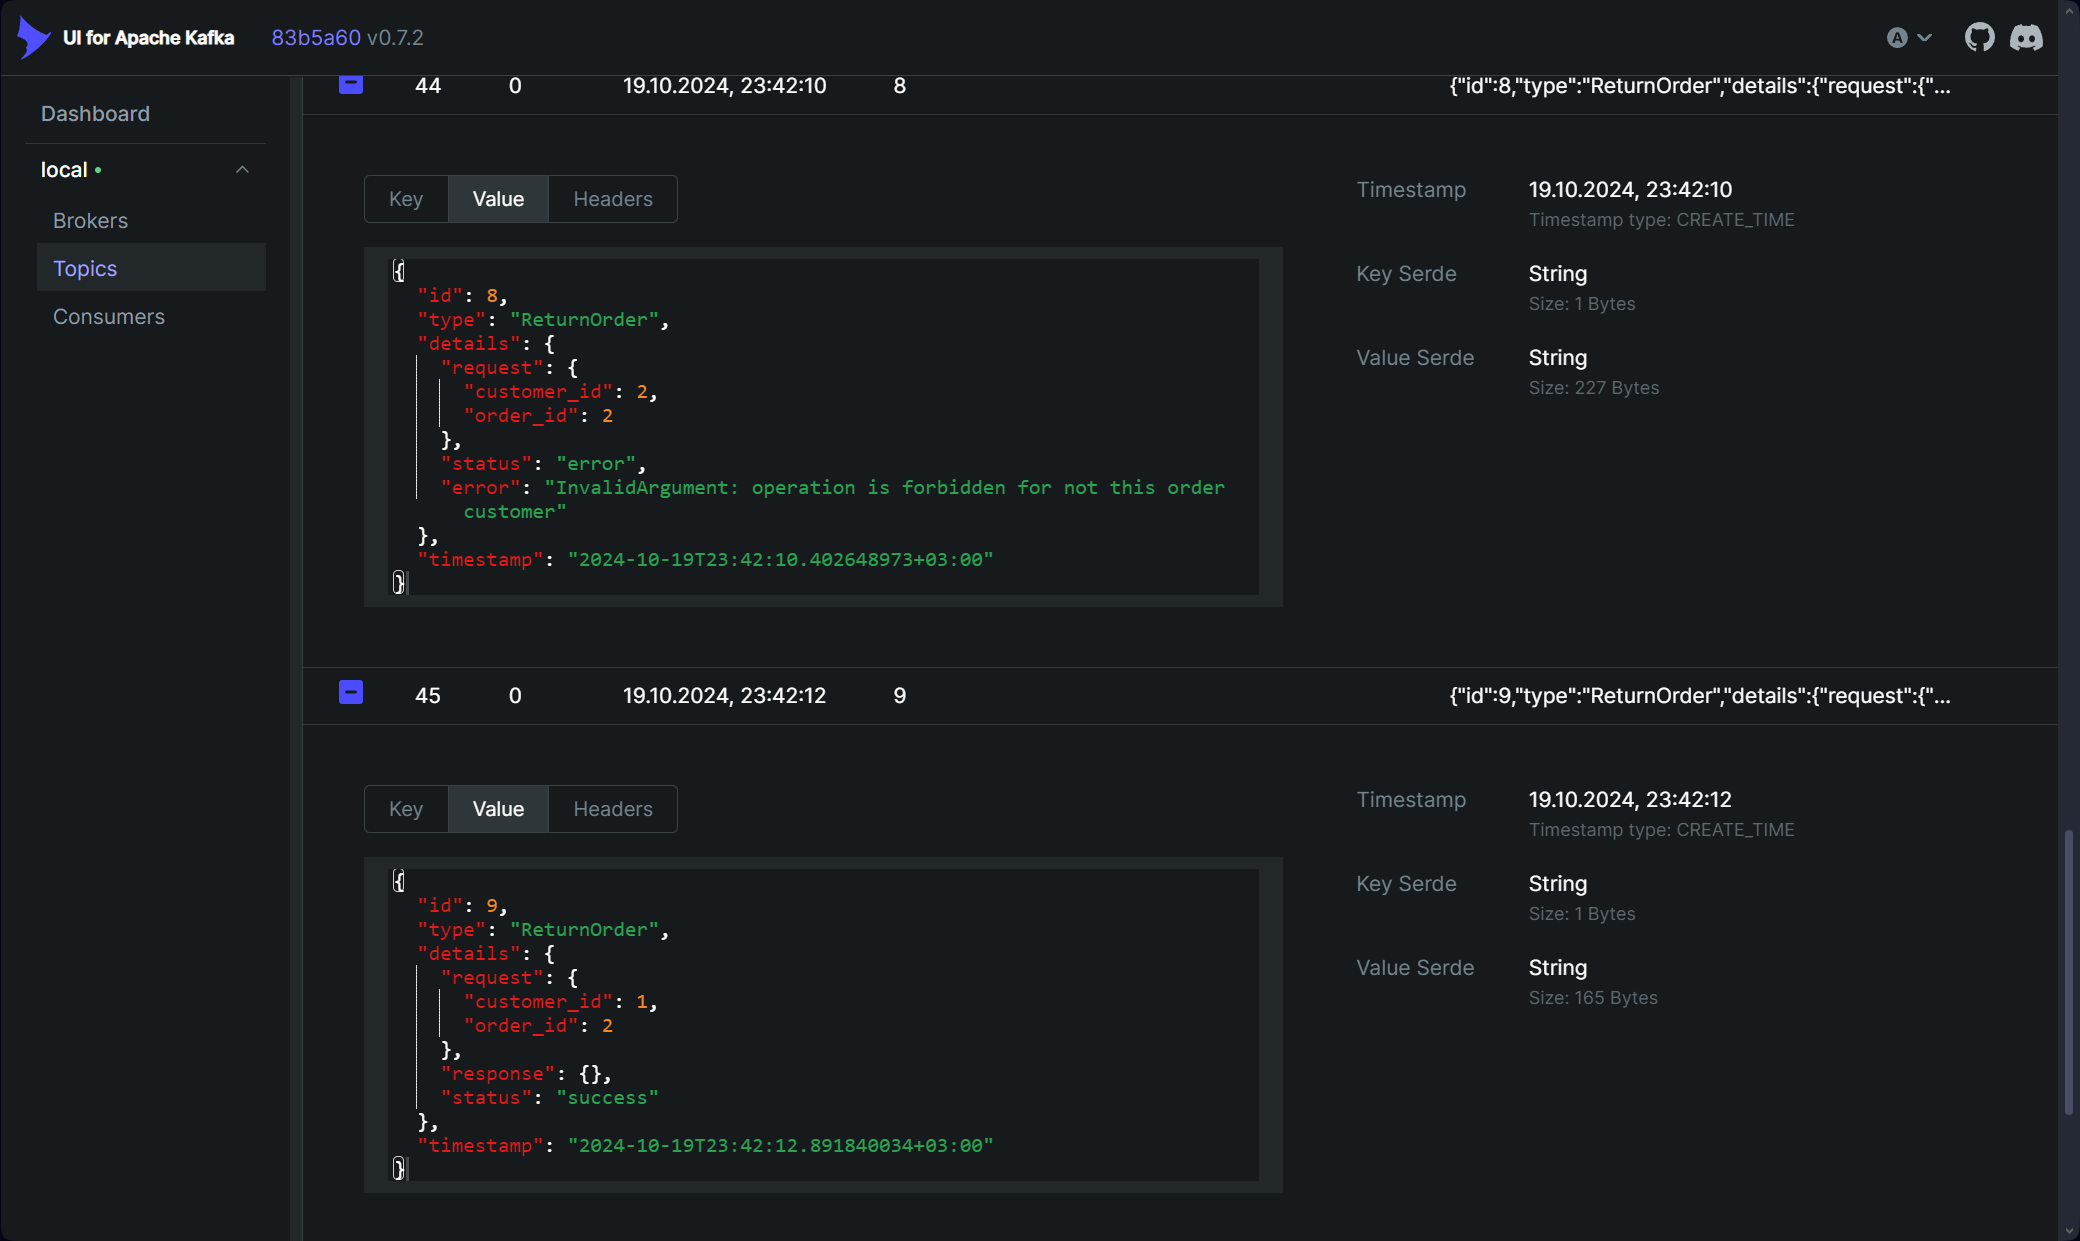 UI for Apache Kafka 83b5a60 v0.7.2 A
Dashboard
local
Brokers
Topics
Consumers
44 0 19.10.2024, 23:42:10 8 {"id":8,"type":"ReturnOrder","details":{"request":{"...
Key Value Headers
{
"id": 8,
"type": "ReturnOrder",
"details": {
"request": {
"customer_id": 2,
"order_id": 2
},
"status": "error",
"error": "InvalidArgument: operation is forbidden for not this order
customer"
},
"timestamp": "2024-10-19T23:42:10.402648973+03:00"
}
Timestamp 19.10.2024, 23:42:10
Timestamp type: CREATE_TIME
Key Serde String
Size: 1 Bytes
Value Serde String
Size: 227 Bytes
45 0 19.10.2024, 23:42:12 9 {"id":9,"type":"ReturnOrder","details":{"request":{"...
Key Value Headers
{
"id": 9,
"type": "ReturnOrder",
"details": {
"request": {
"customer_id": 1,
"order_id": 2
},
"response": {},
"status": "success"
},
"timestamp": "2024-10-19T23:42:12.891840034+03:00"
}
Timestamp 19.10.2024, 23:42:12
Timestamp type: CREATE_TIME
Key Serde String
Size: 1 Bytes
Value Serde String
Size: 165 Bytes